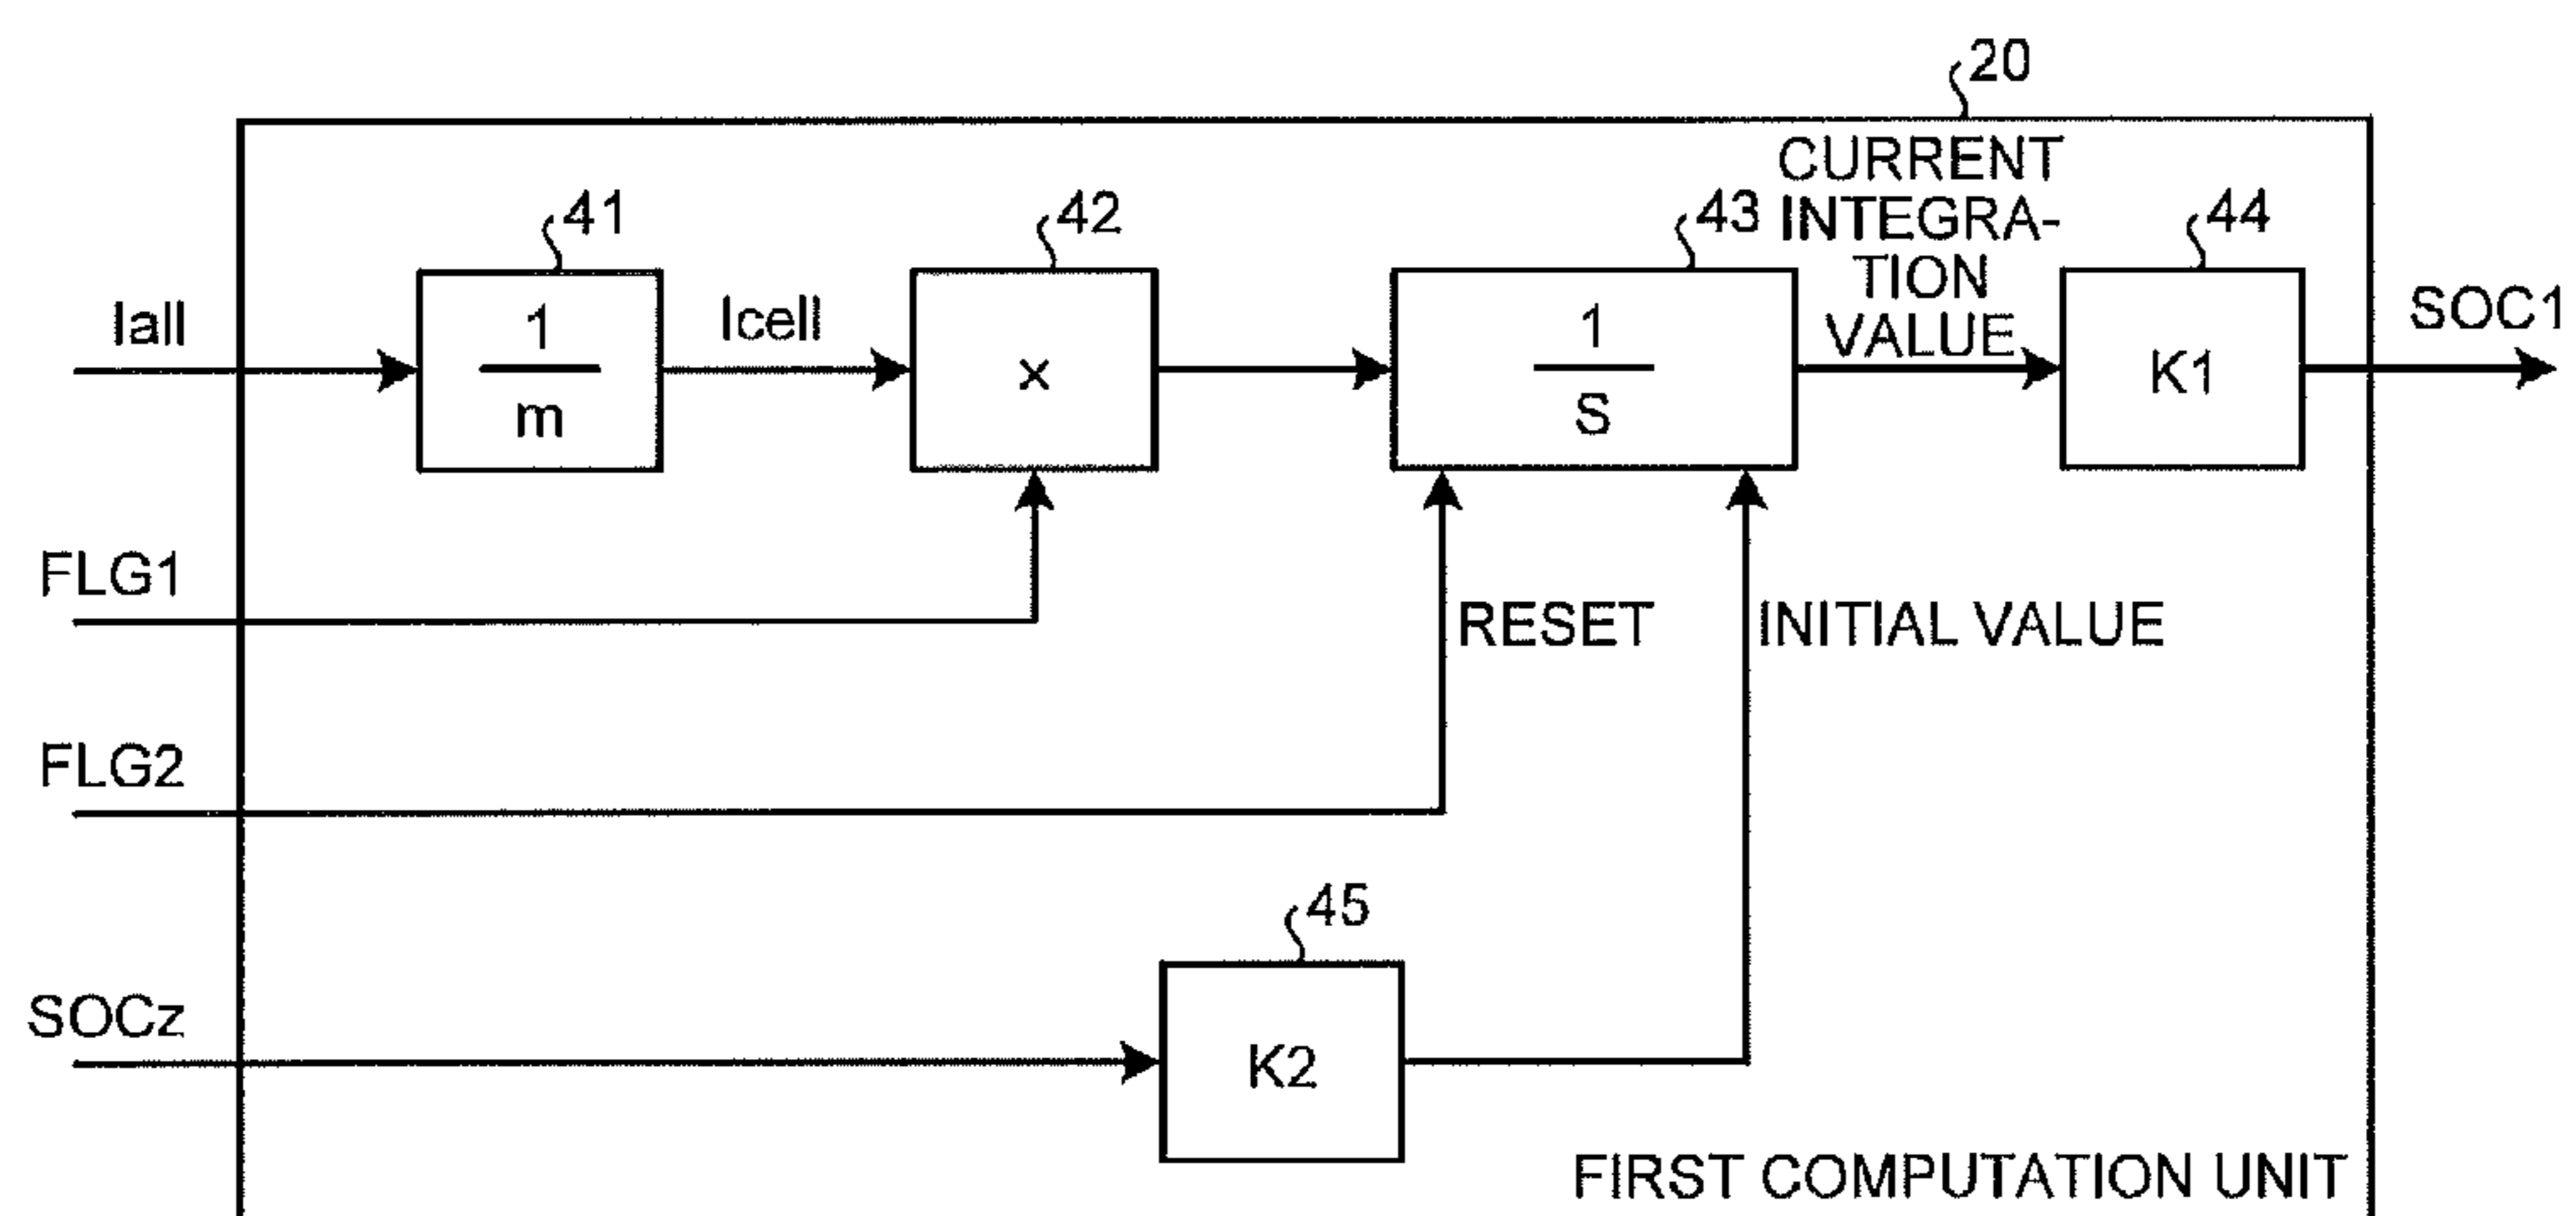 20
CURRENT
INTEGRA-
TION
VALUE
41
42
43
44
Iall
1
m
Icell
×
1
S
K1
SOC1
FLG1
RESET
INITIAL VALUE
FLG2
45
SOCz
K2
FIRST COMPUTATION UNIT